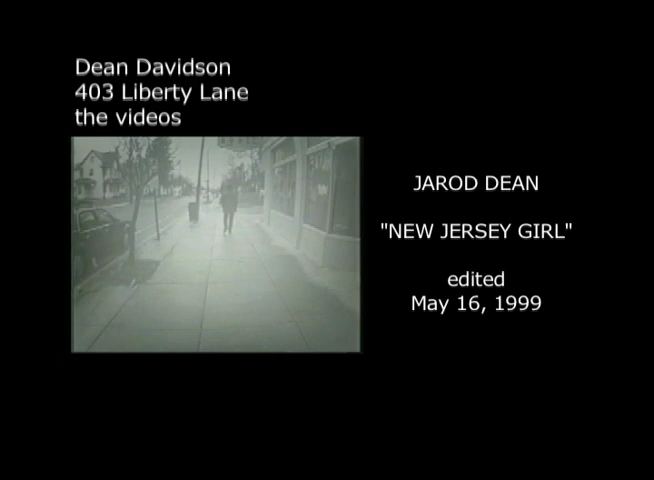 Dean Davidson
403 Liberty Lane
the videos
JAROD DEAN
"NEW JERSEY GIRL"
edited
May 16, 1999